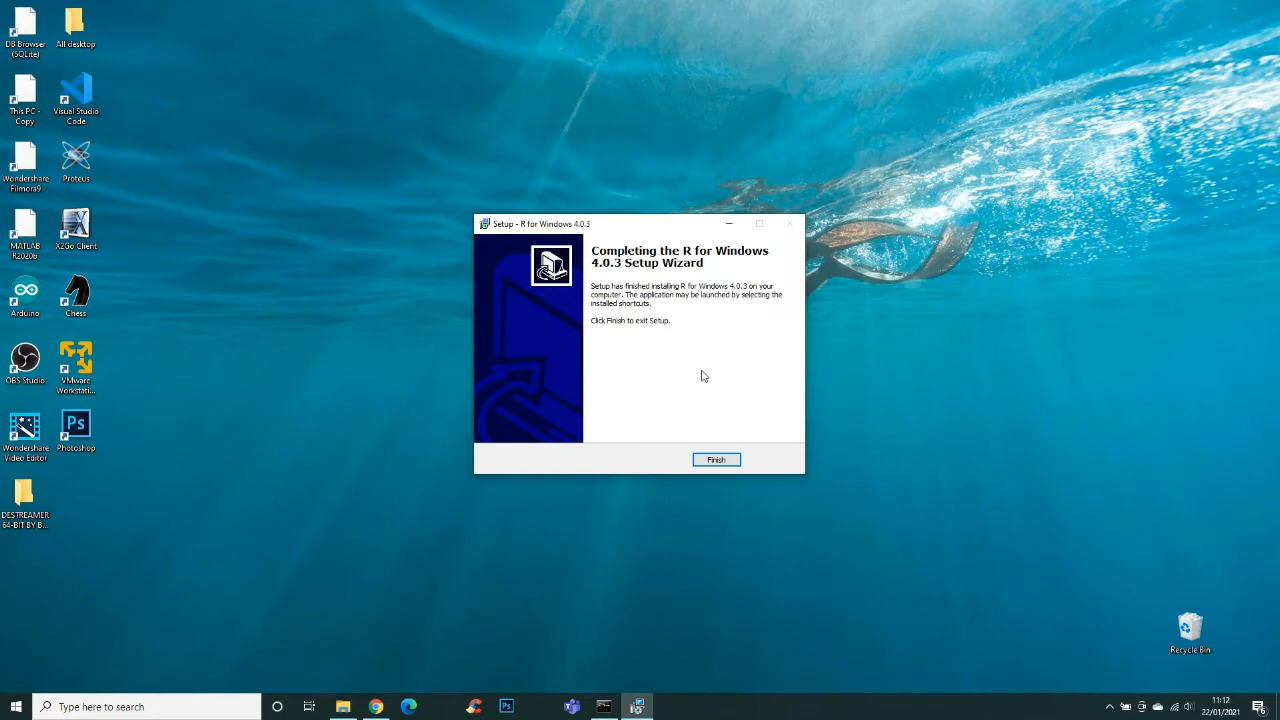 DB Browser
(SQLite)
All desktop
This PC -
Copy
Visual Studio
Code
Wondershare
Filmora9
Proteus
MATLAB
R2020b
X2Go Client
Arduino
Chess
OBS Studio
VMware
Workstati...
Wondershare
Video Editor
Ps
Photoshop
DESTREAMER
64-BIT BY B...
Setup - R for Windows 4.0.3
Completing the R for Windows
4.0.3 Setup Wizard
Setup has finished installing R for Windows 4.0.3 on your
computer. The application may be launched by selecting the
installed shortcuts.
Click Finish to exit Setup.
Finish
Recycle Bin
Type here to search
Ps
11:12
22/01/2021